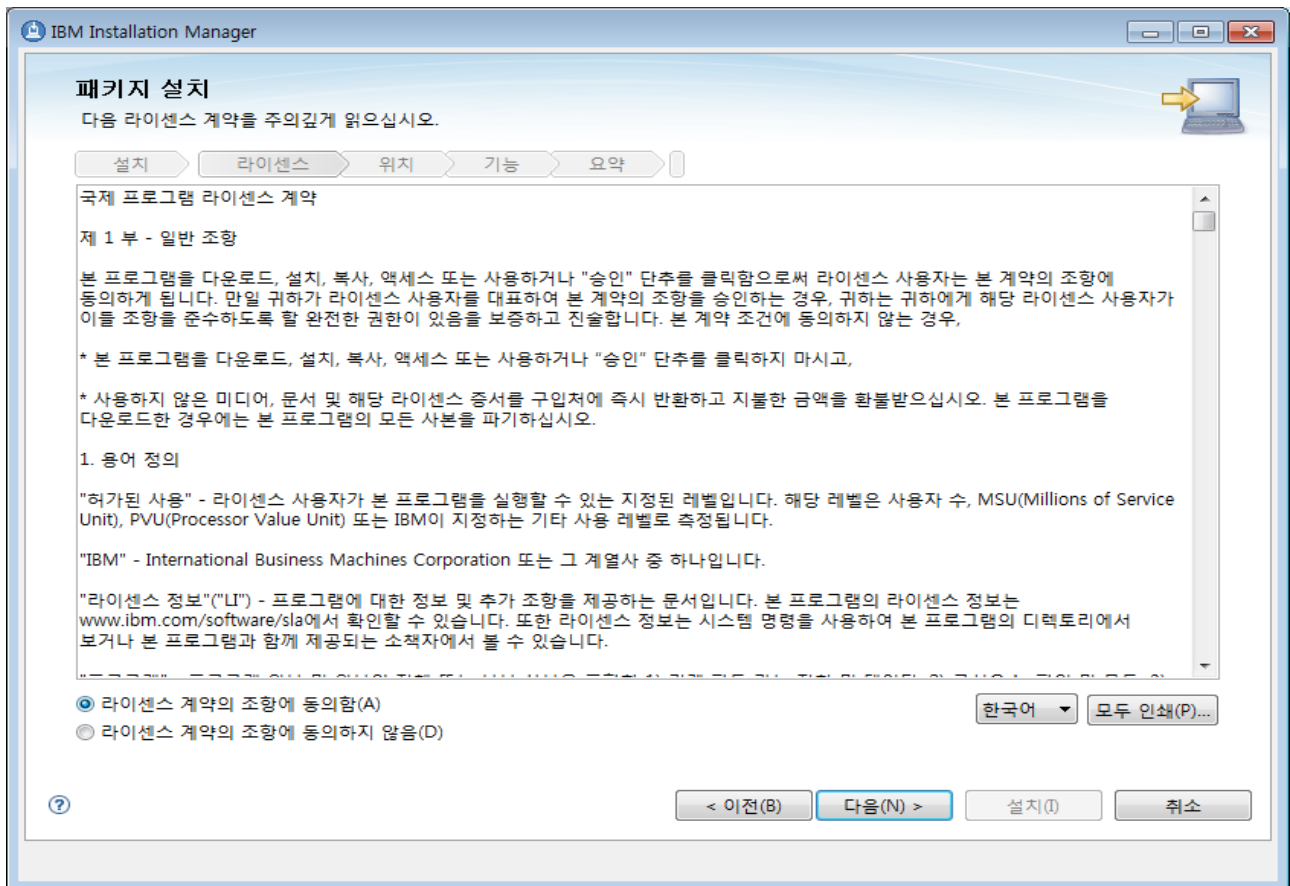 IBM Installation Manager
패키지 설치
다음 라이센스 계약을 주의깊게 읽으십시오.
설치
라이센스
위치
기능
요약
국제 프로그램 라이센스 계약
제 1 부 - 일반 조항
본 프로그램을 다운로드, 설치, 복사, 액세스 또는 사용하거나 "승인" 단추를 클릭함으로써 라이센스 사용자는 본 계약의 조항에
동의하게 됩니다. 만일 귀하가 라이센스 사용자를 대표하여 본 계약의 조항을 승인하는 경우, 귀하는 귀하에게 해당 라이센스 사용자가
이들 조항을 준수하도록 할 완전한 권한이 있음을 보증하고 진술합니다. 본 계약 조건에 동의하지 않는 경우,
* 본 프로그램을 다운로드, 설치, 복사, 액세스 또는 사용하거나 “승인” 단추를 클릭하지 마시고,
* 사용하지 않은 미디어, 문서 및 해당 라이센스 증서를 구입처에 즉시 반환하고 지불한 금액을 환불받으십시오. 본 프로그램을
다운로드한 경우에는 본 프로그램의 모든 사본을 파기하십시오.
1. 용어 정의
"허가된 사용" - 라이센스 사용자가 본 프로그램을 실행할 수 있는 지정된 레벨입니다. 해당 레벨은 사용자 수, MSU(Millions of Service
Unit), PVU(Processor Value Unit) 또는 IBM이 지정하는 기타 사용 레벨로 측정됩니다.
"IBM" - International Business Machines Corporation 또는 그 계열사 중 하나입니다.
"라이센스 정보"("LI") - 프로그램에 대한 정보 및 추가 조항을 제공하는 문서입니다. 본 프로그램의 라이센스 정보는
www.ibm.com/software/sla에서 확인할 수 있습니다. 또한 라이센스 정보는 시스템 명령을 사용하여 본 프로그램의 디렉토리에서
보거나 본 프로그램과 함께 제공되는 소책자에서 볼 수 있습니다.
라이센스 계약의 조항에 동의함(A)
한국어
모두 인쇄(P)...
라이센스 계약의 조항에 동의하지 않음(D)
?
< 이전(B)
다음(N) >
설치(I)
취소